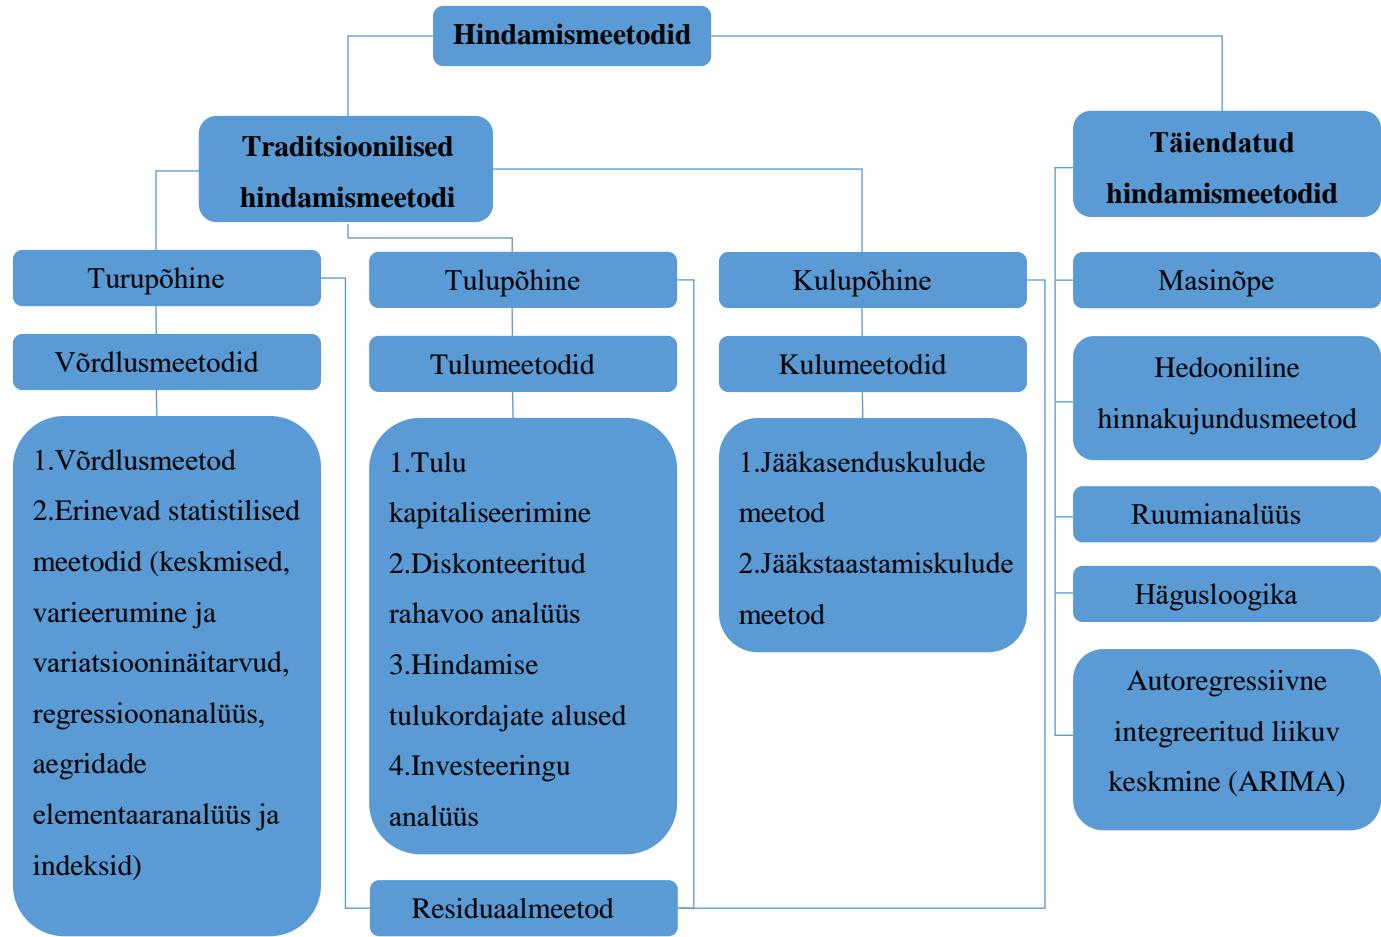 Hindamismeetodid
Traditsioonilised
hindamismeetodi
Täiendatud
hindamismeetodid
Turupõhine
Tulupõhine
Kulupõhine
Masinõpe
Võrdlusmeetodid
Tulumeetodid
Kulumeetodid
Hedooniline
hinnakujundusmeetod
1.Võrdlusmeetod
2.Erinevad statistilised
meetodid (keskmised,
varieerumine ja
variatsiooninäitarvud,
regressioonanalüüs,
aegridade
elementaaranalüüs ja
indeksid)
1.Tulu
kapitaliseerimine
2.Diskonteeritud
rahavoo analüüs
3.Hindamise
tulukordajate alused
4.Investeeringu
analüüs
1.Jääkasenduskulude
meetod
2.Jääkstaastamiskulude
meetod
Ruumianalüüs
Hägusloogika
Autoregressiivne
integreeritud liikuv
keskmine (ARIMA)
Residuaalmeetod